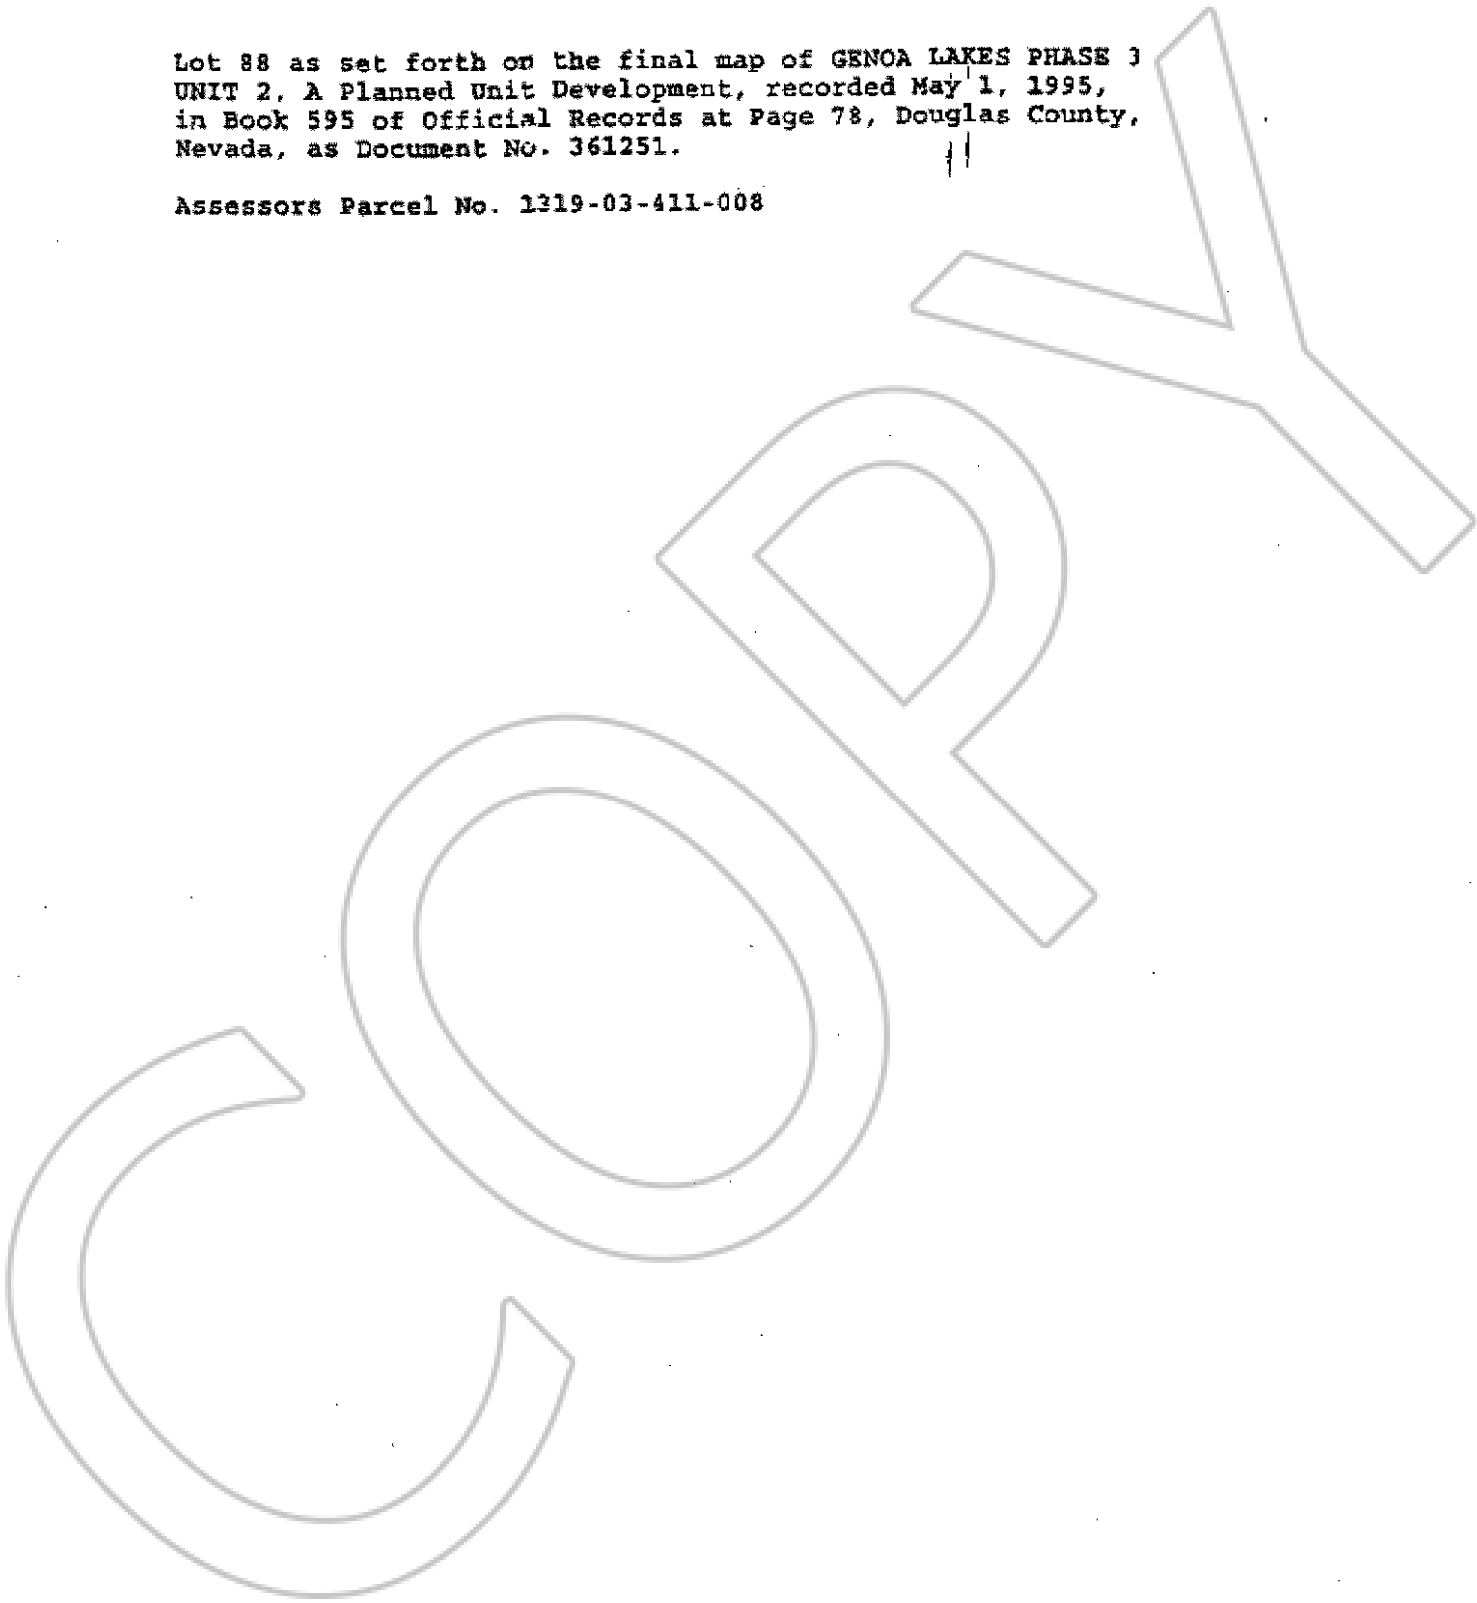 Lot 88 as set forth on the final map of GENOA LAKES PHASE 3
UNIT 2, A Planned Unit Development, recorded May 1, 1995,
in Book 595 of Official Records at Page 78, Douglas County,
Nevada, as Document No. 361251.
Assessors Parcel No. 1319-03-411-008
COPY